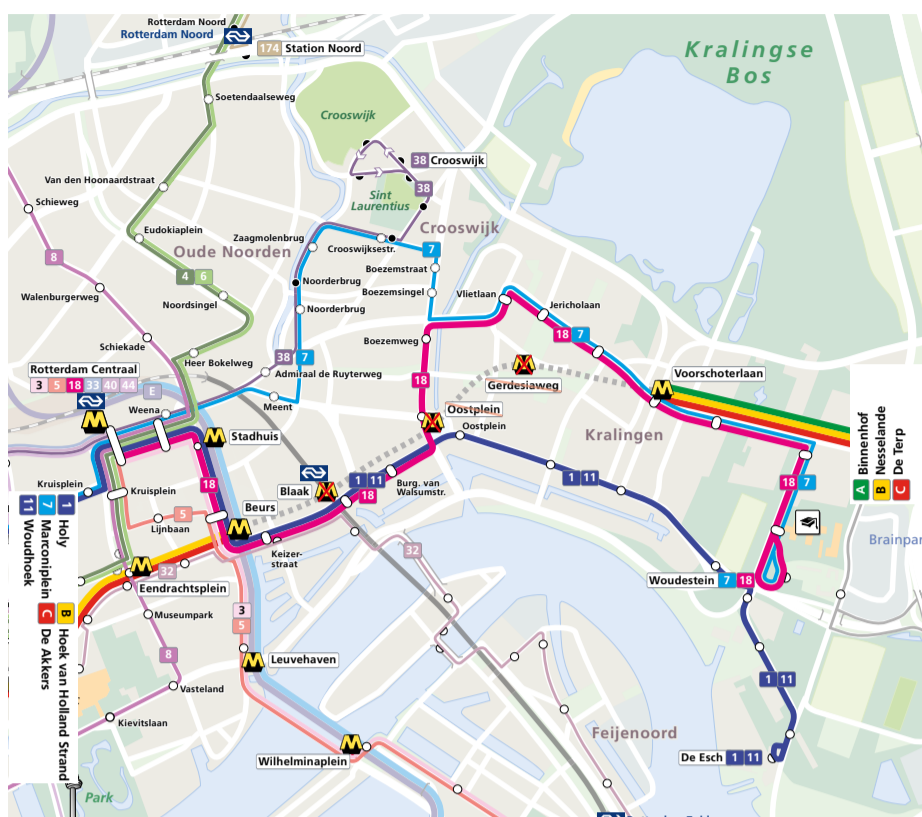 Rotterdam Noord
Rotterdam Noord
174 Station Noord
Kralingse
Bos
Soetendaalseweg
Crooswijk
38 Crooswijk
38
Van den Hoonaardstraat
Schieweg
Sint
Laurentius
Eudokiaplein
Zaagmolenbrug
Crooswijk
Oude Noorden
Crooswijksestr.
7
8
Boezemstraat
4 6
Noorderbrug
Walenburgerweg
Noordsingel
Boezemsingel
Vlietlaan
Jericholaan
Noorderbrug
Schiekade
Boezemweg
18 7
Heer Bokelweg
38 7
Rotterdam Centraal
Admiraal de Ruyterweg
3 5 18 33 40 44
E
18
Gerdesiaweg
Voorschoterlaan
M
Weena
Meent
Oostplein
M
Stadhuis
Oostplein
Kralingen
A Binnenhof
B Nesselande
C De Terp
Kruisplein
Kruisplein
18
Blaak
1 11
18
Burg. van
Walsumstr.
1 11
18 7
5
Lijnbaan
Beurs
Keizer-
straat
1 Holy
7 Marconiplein
11 Woudhoek
32
32
Brainpar
Eendrachtsplein
Woudestein 7 18
B Hoek van Holland Strand
C De Akkers
Museumpark
3
5
8
Leuvehaven
1 11
Vasteland
Kievitslaan
Feijenoord
Wilhelminaplein
De Esch 1 11
Park